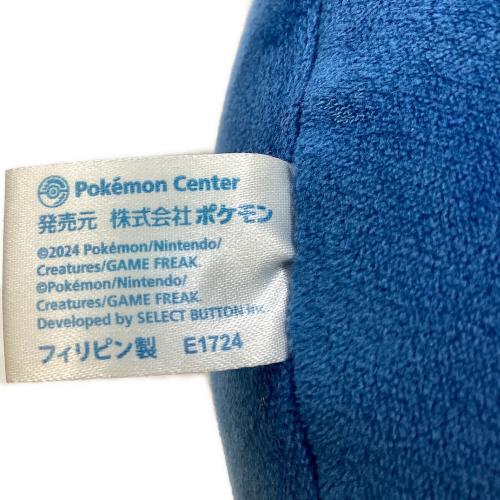 Pokémon Center
発売元 株式会社ポケモン
©2024 Pokémon/Nintendo/
Creatures/GAME FREAK
©Pokémon/Nintendo/
Creatures/GAME FREAK
Developed by SELECT BUTTON inc.
フィリピン製 E1724